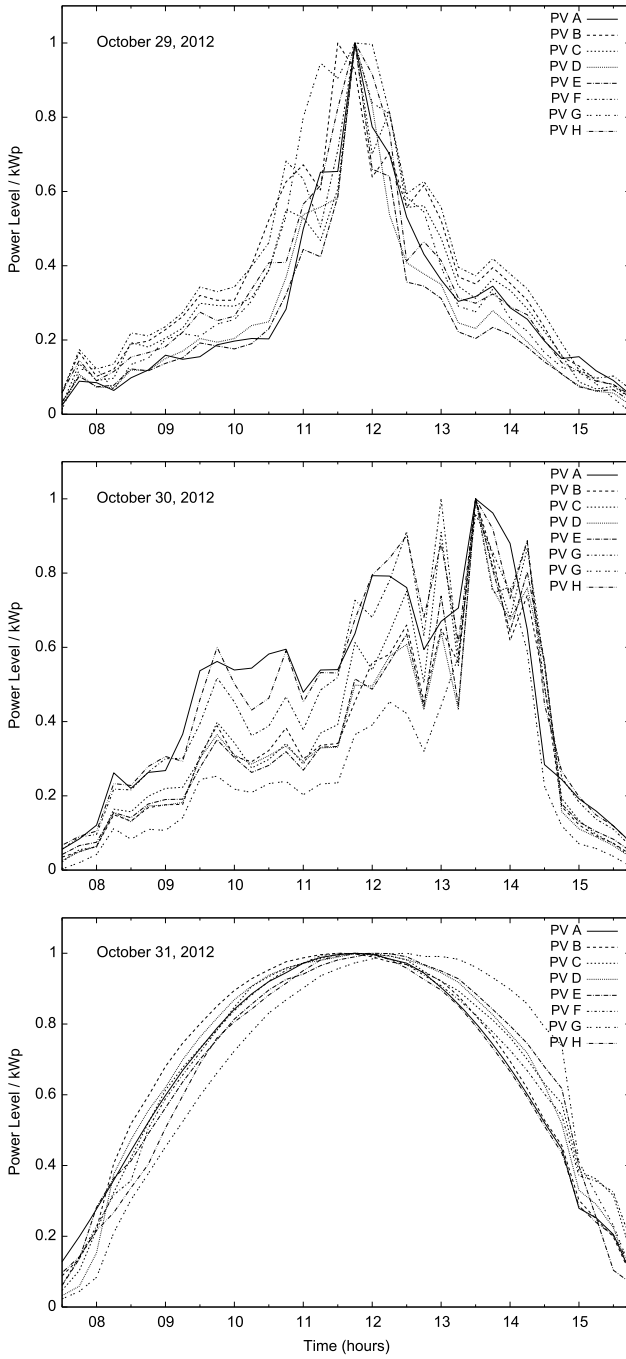 October 29, 2012
PV A
PV B
PV C
PV D
PV E
PV F
PV G
PV H
Power Level / kWp
1
0.8
0.6
0.4
0.2
0
08 09 10 11 12 13 14 15
October 30, 2012
PV A
PV B
PV C
PV D
PV E
PV G
PV G
PV H
Power Level / kWp
1
0.8
0.6
0.4
0.2
0
08 09 10 11 12 13 14 15
October 31, 2012
PV A
PV B
PV C
PV D
PV E
PV F
PV G
PV H
Power Level / kWp
1
0.8
0.6
0.4
0.2
0
08 09 10 11 12 13 14 15
Time (hours)